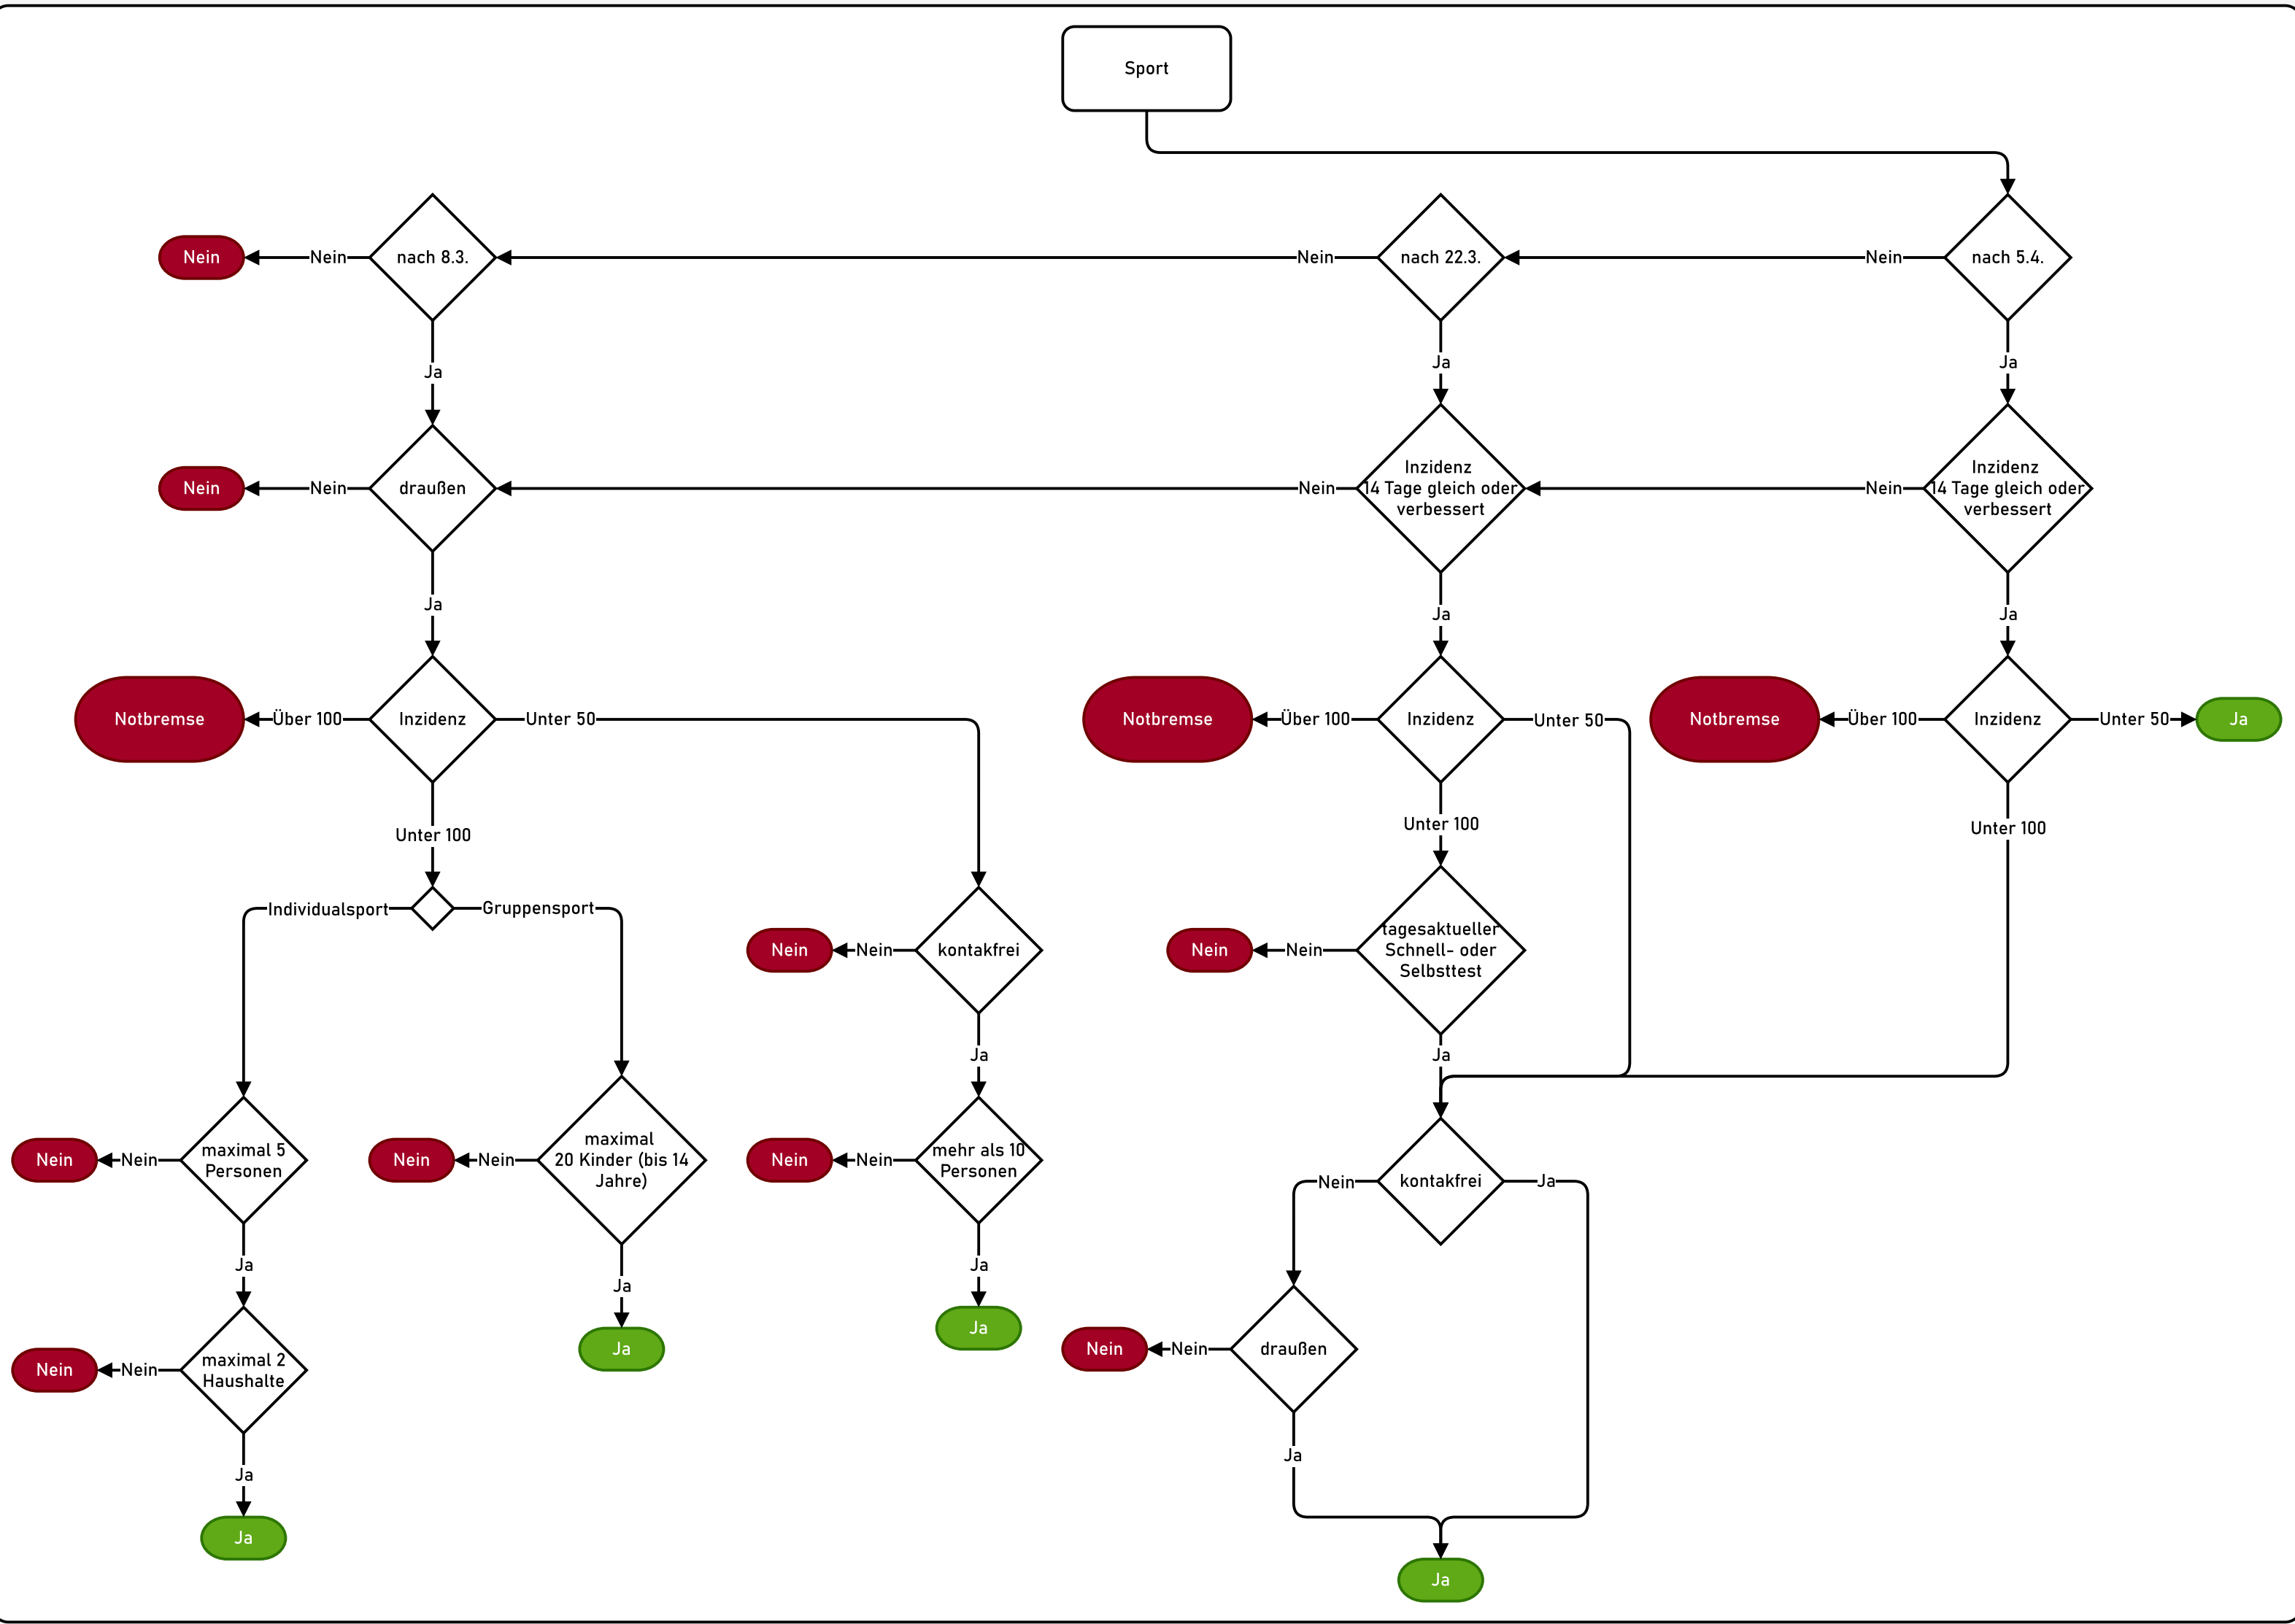 Sport
Nein
Nein
nach 8.3.
Nein
nach 22.3.
Nein
nach 5.4.
Ja
Ja
Ja
Nein
Nein
draußen
Nein
Inzidenz
14 Tage gleich oder
verbessert
Nein
Inzidenz
14 Tage gleich oder
verbessert
Ja
Ja
Ja
Notbremse
Über 100
Inzidenz
Unter 50
Notbremse
Über 100
Inzidenz
Unter 50
Notbremse
Über 100
Inzidenz
Unter 50
Ja
Unter 100
Unter 100
Unter 100
Individualsport
Gruppensport
Nein
Nein
kontakfrei
Nein
Nein
tagesaktueller
Schnell- oder
Selbsttest
Ja
Ja
Nein
Nein
maximal 5
Personen
Nein
Nein
maximal
20 Kinder (bis 14
Jahre)
Nein
Nein
mehr als 10
Personen
Nein
kontakfrei
Ja
Ja
Ja
Ja
Nein
Nein
maximal 2
Haushalte
Ja
Ja
Nein
Nein
draußen
Ja
Ja
Ja
Ja